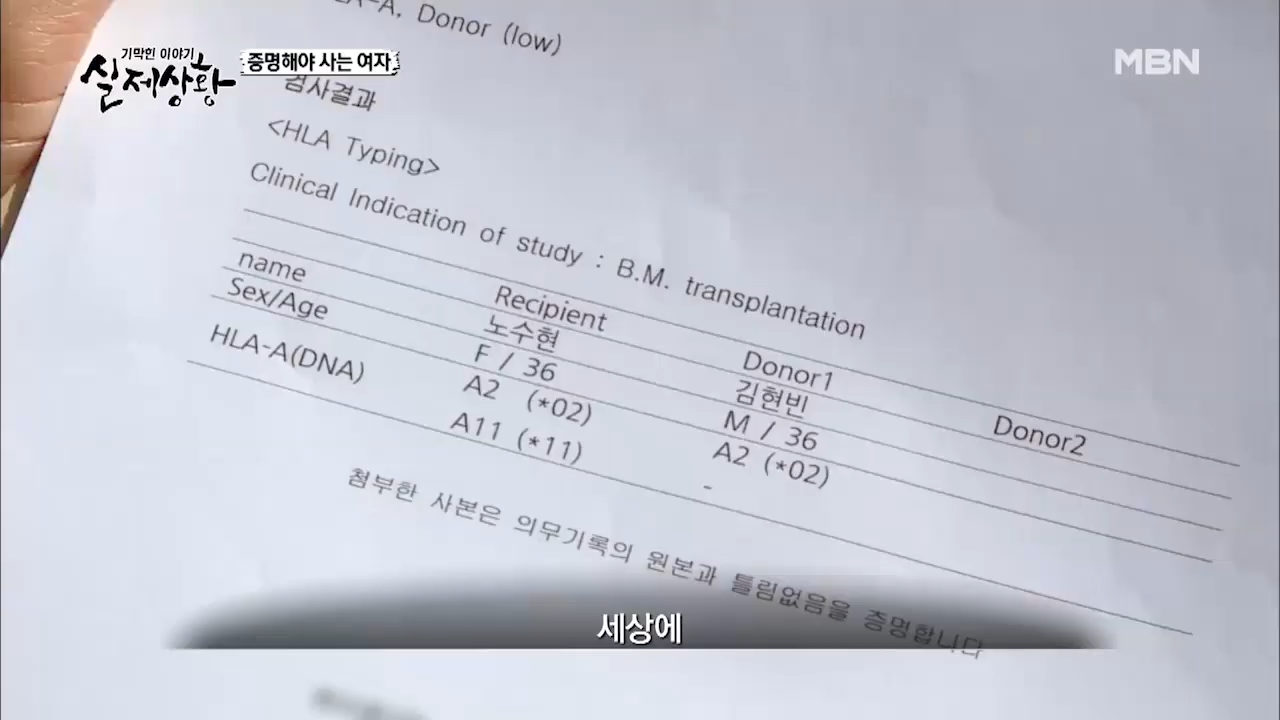 기막힌 이야기
실제상황
증명해야 사는 여자
MBN
A, Donor (low)
검사결과
<HLA Typing>
Clinical Indication of study : B.M. transplantation
name Recipient Donor1 Donor2
노수현 김현빈
Sex/Age F / 36 M / 36
HLA-A(DNA) A2 (*02) A2 (*02)
A11 (*11) -
첨부한 사본은 의무기록의 원본과 틀림없음을 증명합니다
세상에